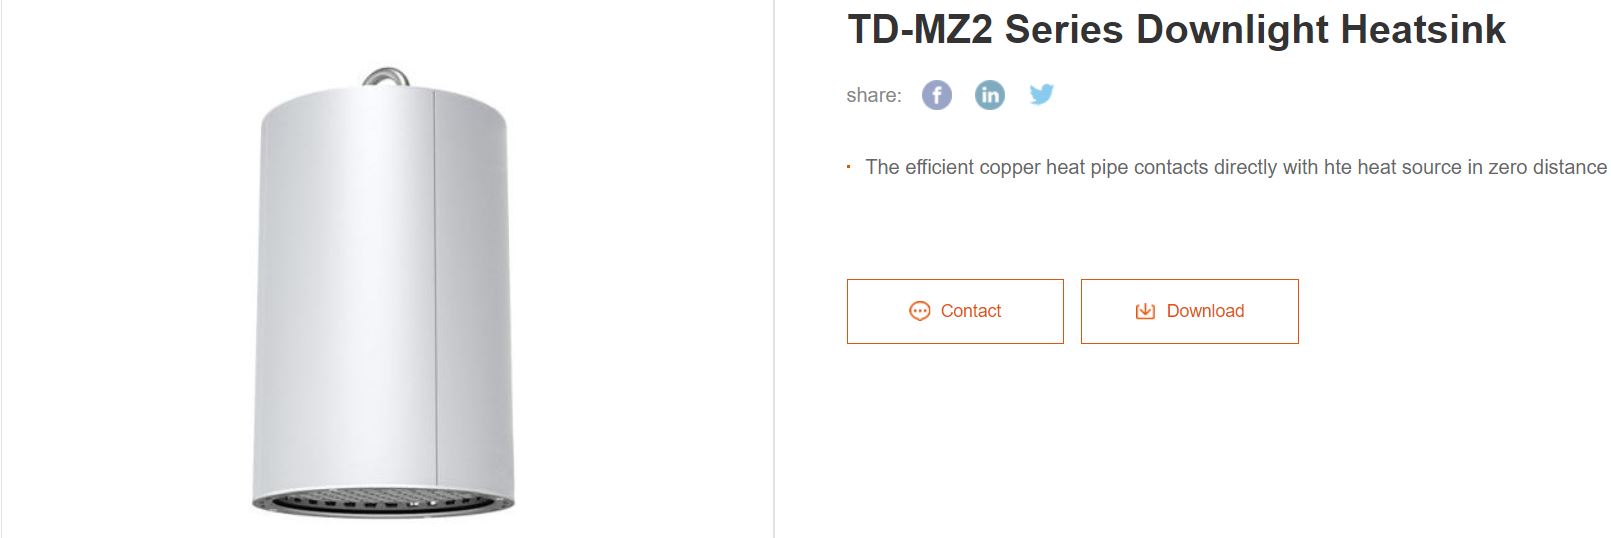 TD-MZ2 Series Downlight Heatsink
share:
The efficient copper heat pipe contacts directly with hte heat source in zero distance
Contact
Download